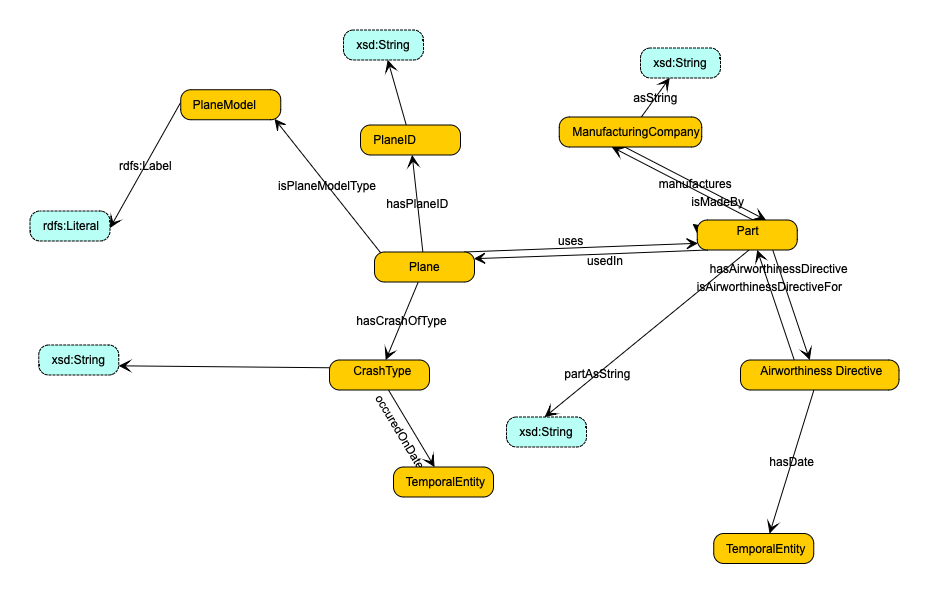 xsd:String
xsd:String
asString
PlaneModel
PlaneID
ManufacturingCompany
rdfs:Label
isPlaneModelType
manufactures
hasPlaneID
isMadeBy
rdfs:Literal
Part
uses
usedIn
Plane
hasAirworthinessDirective
isAirworthinessDirectiveFor
hasCrashOfType
xsd:String
CrashType
partAsString
Airworthiness Directive
occuredOnDate
xsd:String
hasDate
TemporalEntity
TemporalEntity